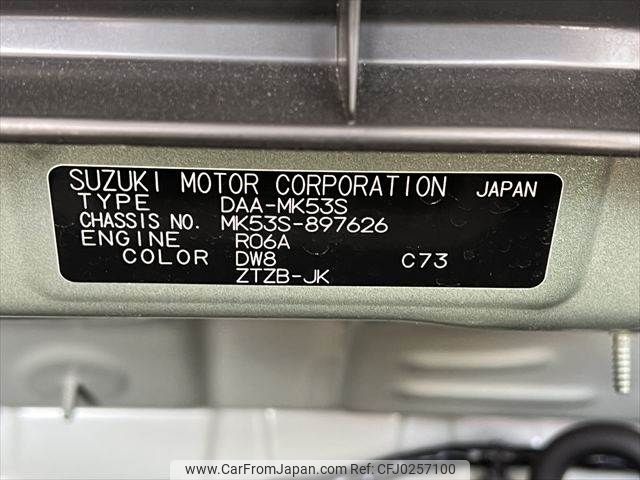 SUZUKI MOTOR CORPORATION JAPAN
TYPE DAA-MK53S
CHASSIS NO. MK53S-897626
ENGINE R06A
COLOR DW8 C73
ZTZB-JK
www.CarFromJapan.com | Ref. CFJ0257100